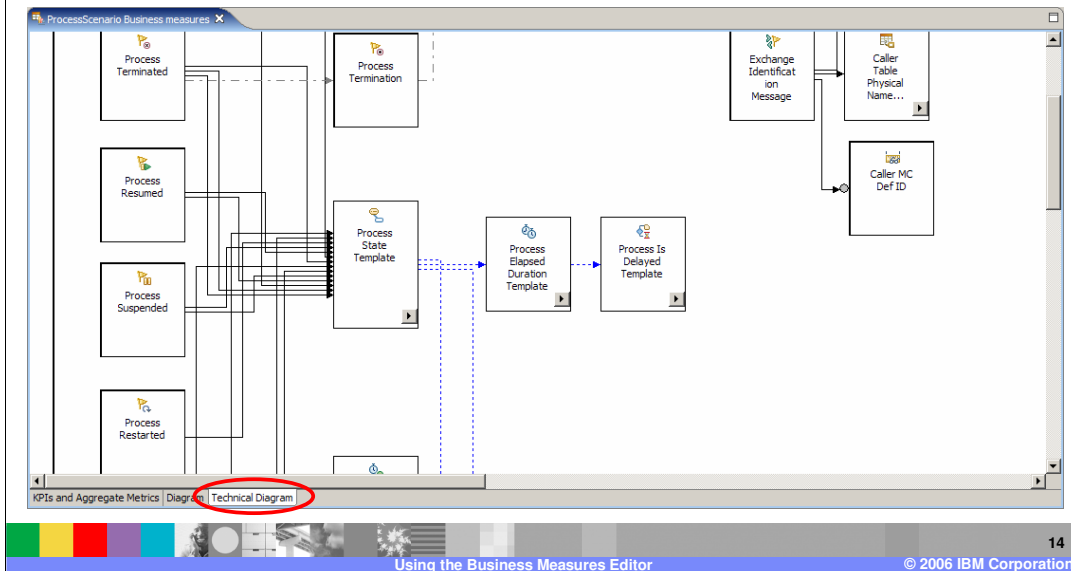 ProcessScenario Business measures
Process
Terminated
Process
Termination
Exchange
Identificat
ion
Message
Caller
Table
Physical
Name...
Process
Resumed
Caller MC
Def ID
Process
State
Template
Process
Elapsed
Duration
Template
Process Is
Delayed
Template
Process
Suspended
Process
Restarted
KPIs and Aggregate Metrics
Diagram
Technical Diagram
14
Using the Business Measures Editor
© 2006 IBM Corporation